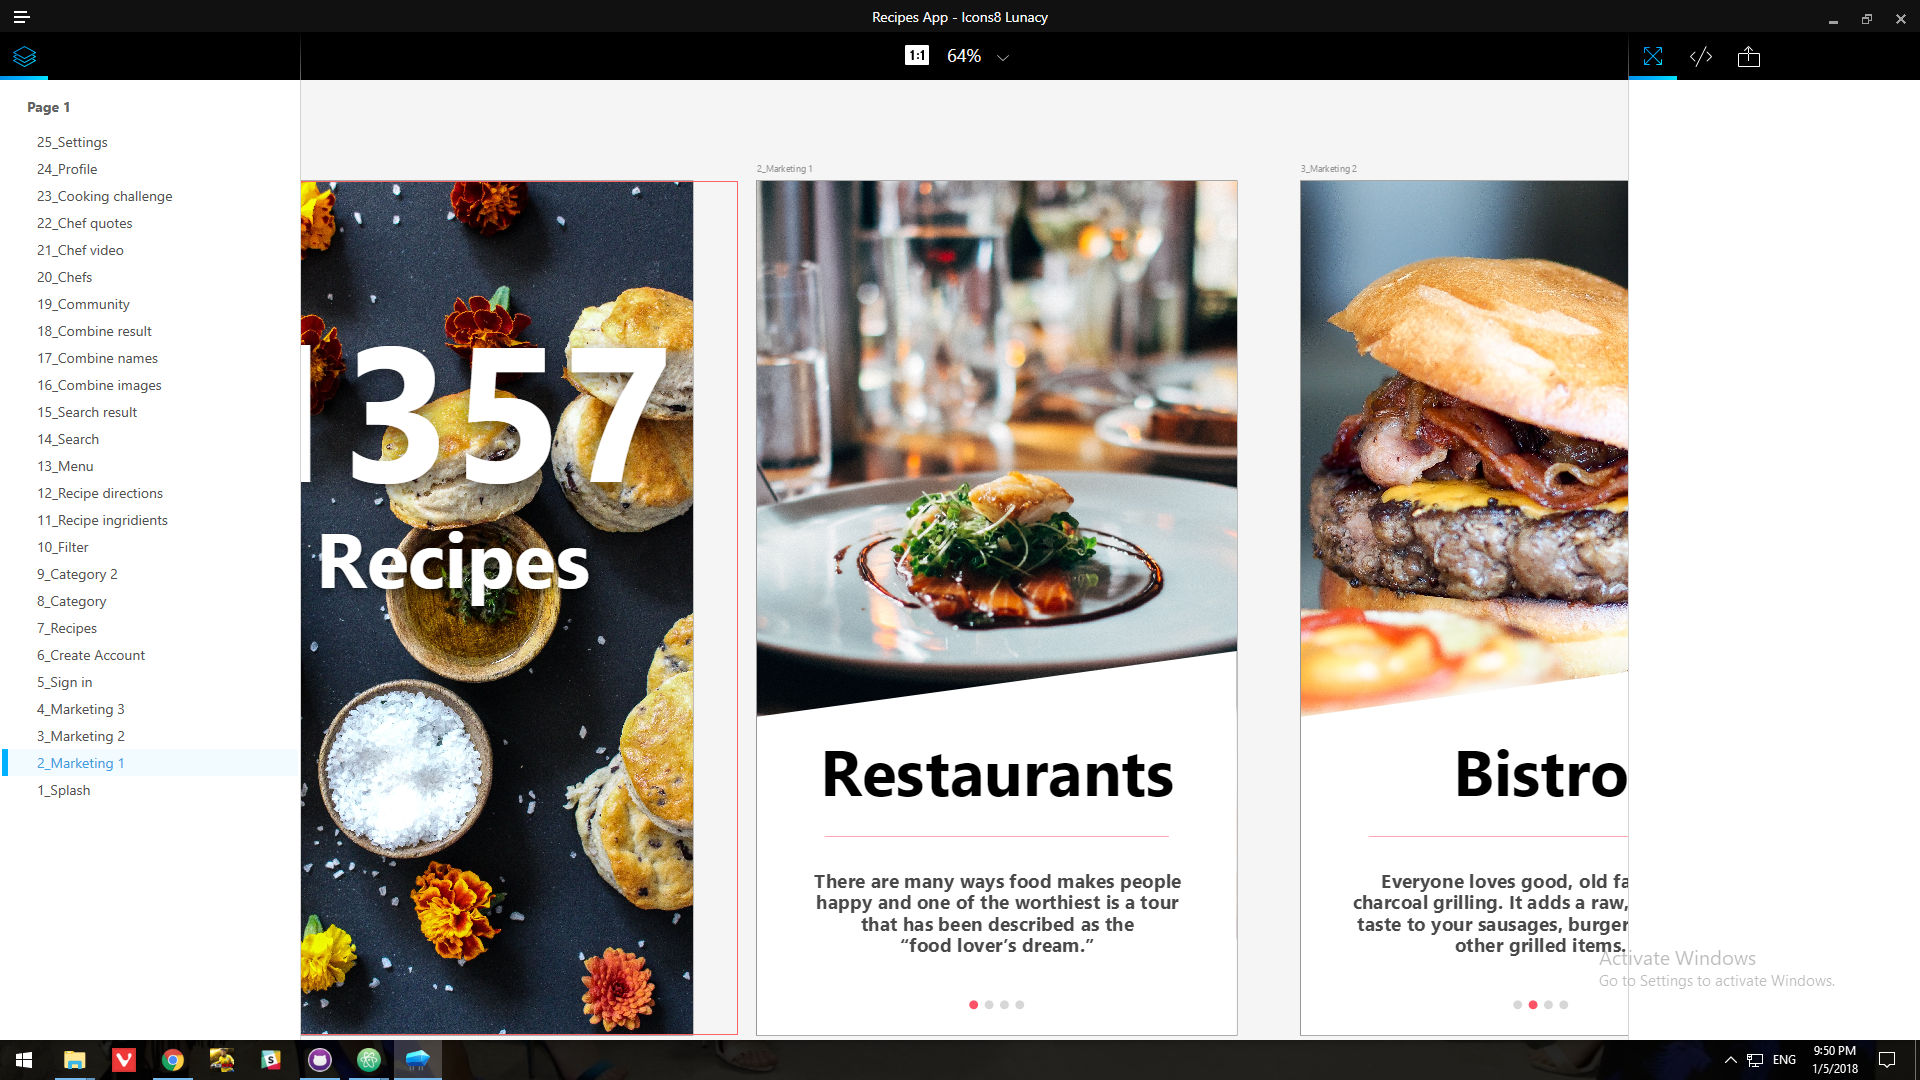 Recipes App - Icons8 Lunacy
1:1 64%
Page 1
25_Settings
24_Profile
23_Cooking challenge
22_Chef quotes
21_Chef video
20_Chefs
19_Community
18_Combine result
17_Combine names
16_Combine images
15_Search result
14_Search
13_Menu
12_Recipe directions
11_Recipe ingridients
10_Filter
9_Category 2
8_Category
7_Recipes
6_Create Account
5_Sign in
4_Marketing 3
3_Marketing 2
2_Marketing 1
1_Splash
1357
Recipes
2_Marketing 1
Restaurants
There are many ways food makes people
happy and one of the worthiest is a tour
that has been described as the
“food lover’s dream.”
3_Marketing 2
Bistro
Everyone loves good, old fa
charcoal grilling. It adds a raw,
taste to your sausages, burger
other grilled items.
Activate Windows
Go to Settings to activate Windows.
ENG
9:50 PM
1/5/2018